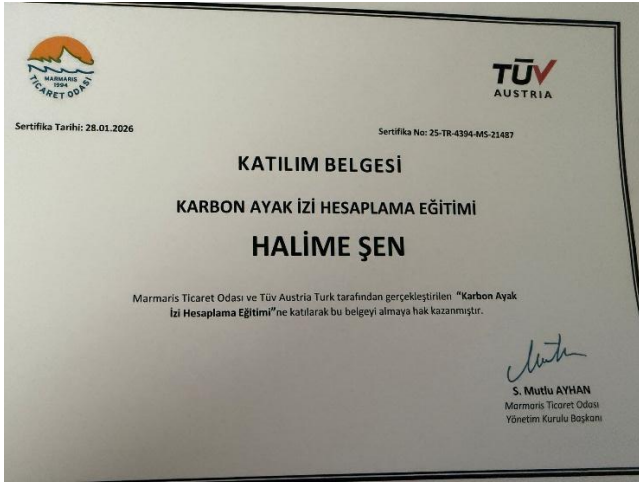 MARMARIS
1994
TİCARET ODASI
TÜV
AUSTRIA
Sertifika Tarihi: 28.01.2026
Sertifika No: 25-TR-4394-MS-21487
KATILIM BELGESİ
KARBON AYAK İZİ HESAPLAMA EĞİTİMİ
HALİME ŞEN
Marmaris Ticaret Odası ve Tüv Austria Turk tarafından gerçekleştirilen "Karbon Ayak
İzi Hesaplama Eğitimi"ne katılarak bu belgeyi almaya hak kazanmıştır.
S. Mutlu AYHAN
Marmaris Ticaret Odası
Yönetim Kurulu Başkanı